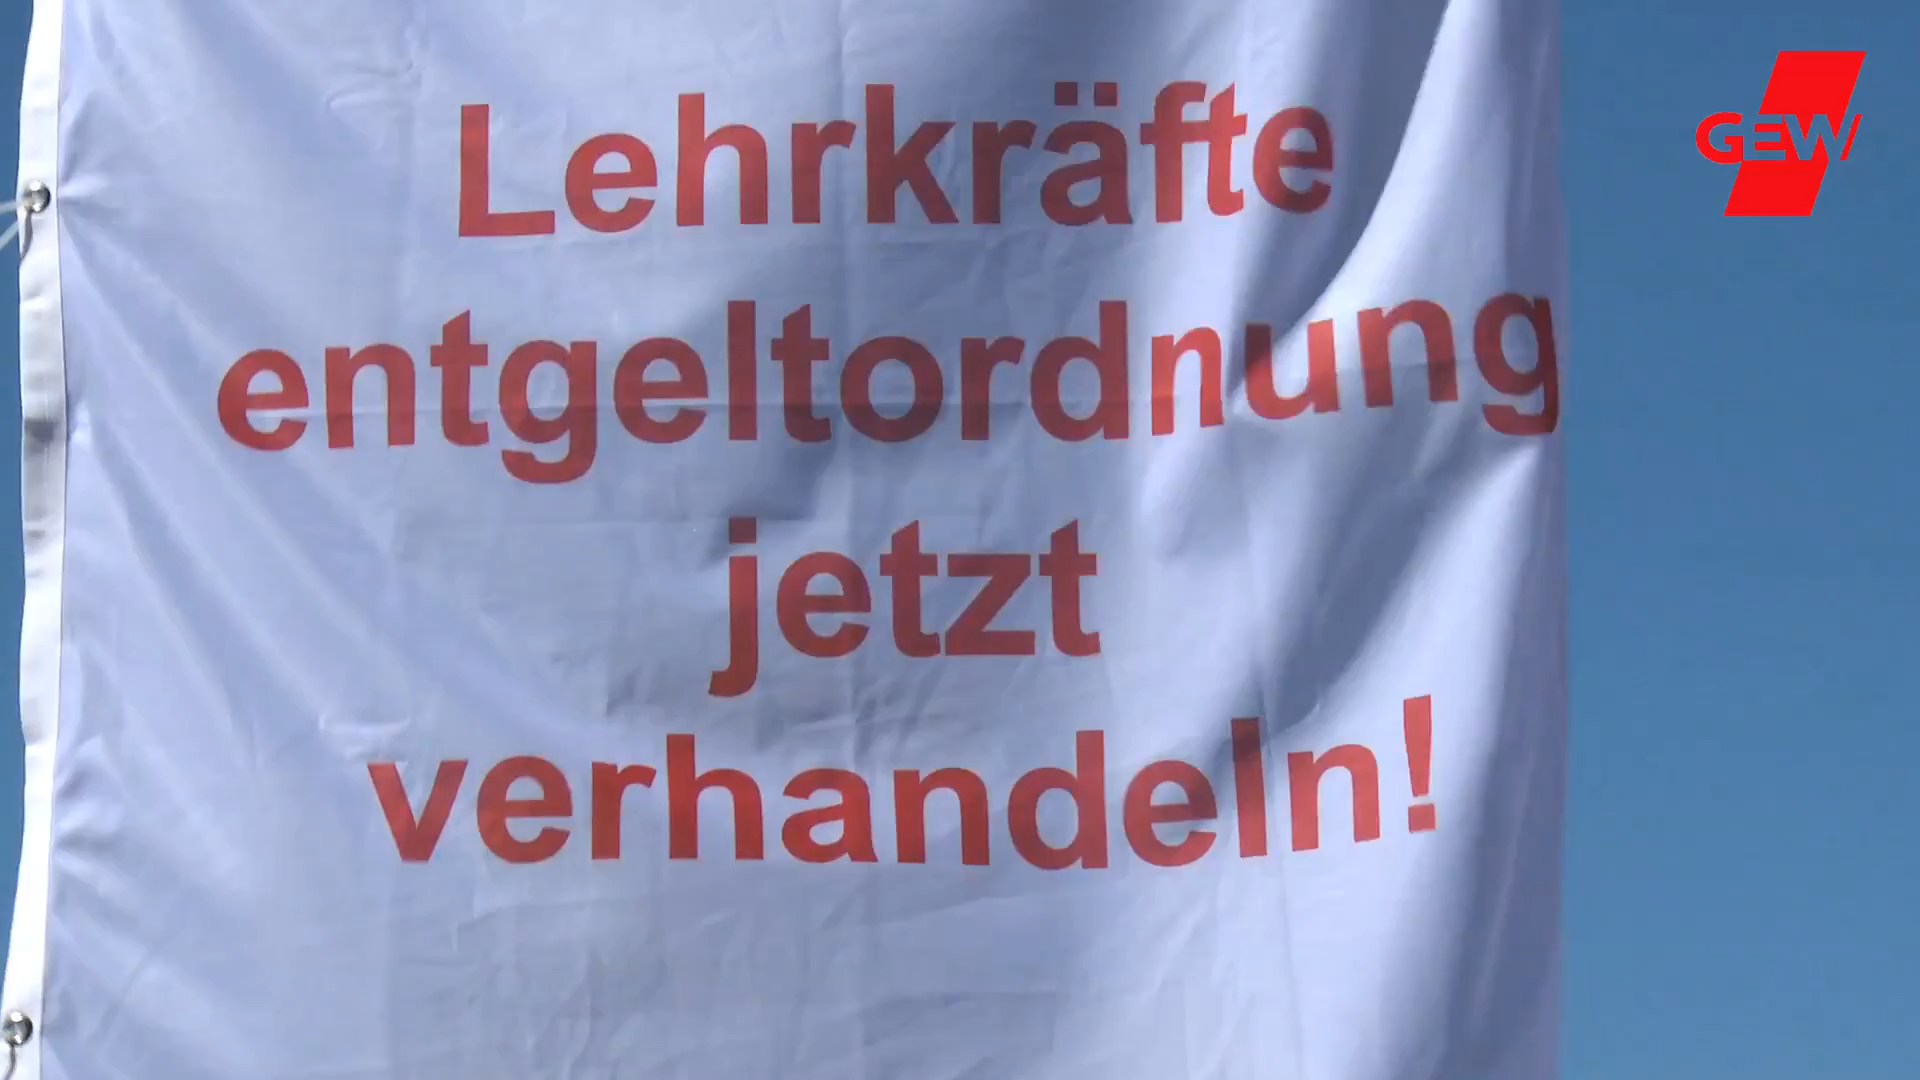 GEW
Lehrkräfte
entgeltordnung
jetzt
verhandeln!